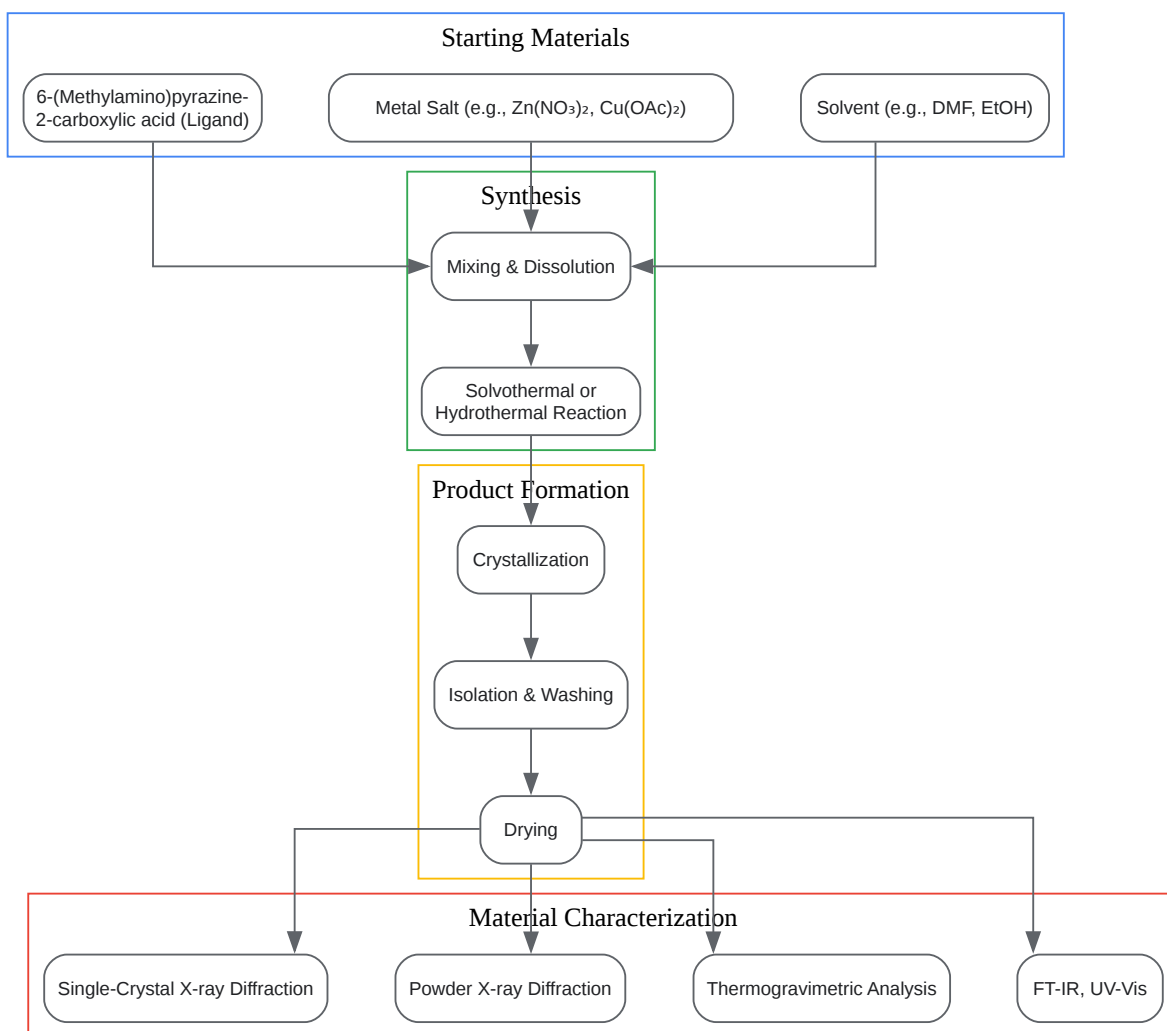 Starting Materials
6-(Methylamino)pyrazine-
2-carboxylic acid (Ligand)
Metal Salt (e.g., Zn(NO₃)₂, Cu(OAc)₂)
Solvent (e.g., DMF, EtOH)
Synthesis
Mixing & Dissolution
Solvothermal or
Hydrothermal Reaction
Product Formation
Crystallization
Isolation & Washing
Drying
Material Characterization
Single-Crystal X-ray Diffraction
Powder X-ray Diffraction
Thermogravimetric Analysis
FT-IR, UV-Vis